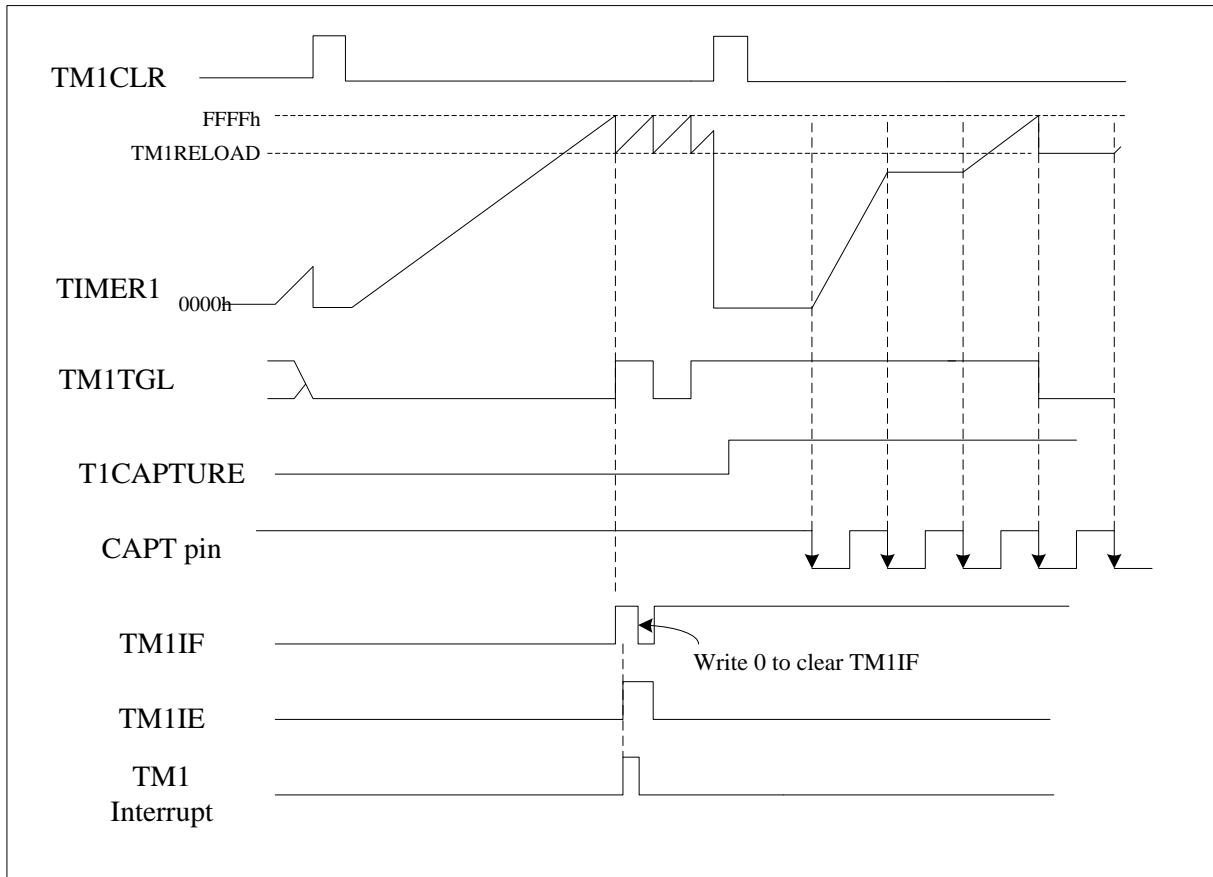 TM1CLR
FFFFh
TM1RELOAD
TIMER1
0000h
TM1TGL
T1CAPTURE
CAPT pin
TM1IF
Write 0 to clear TM1IF
TM1IE
TM1
Interrupt